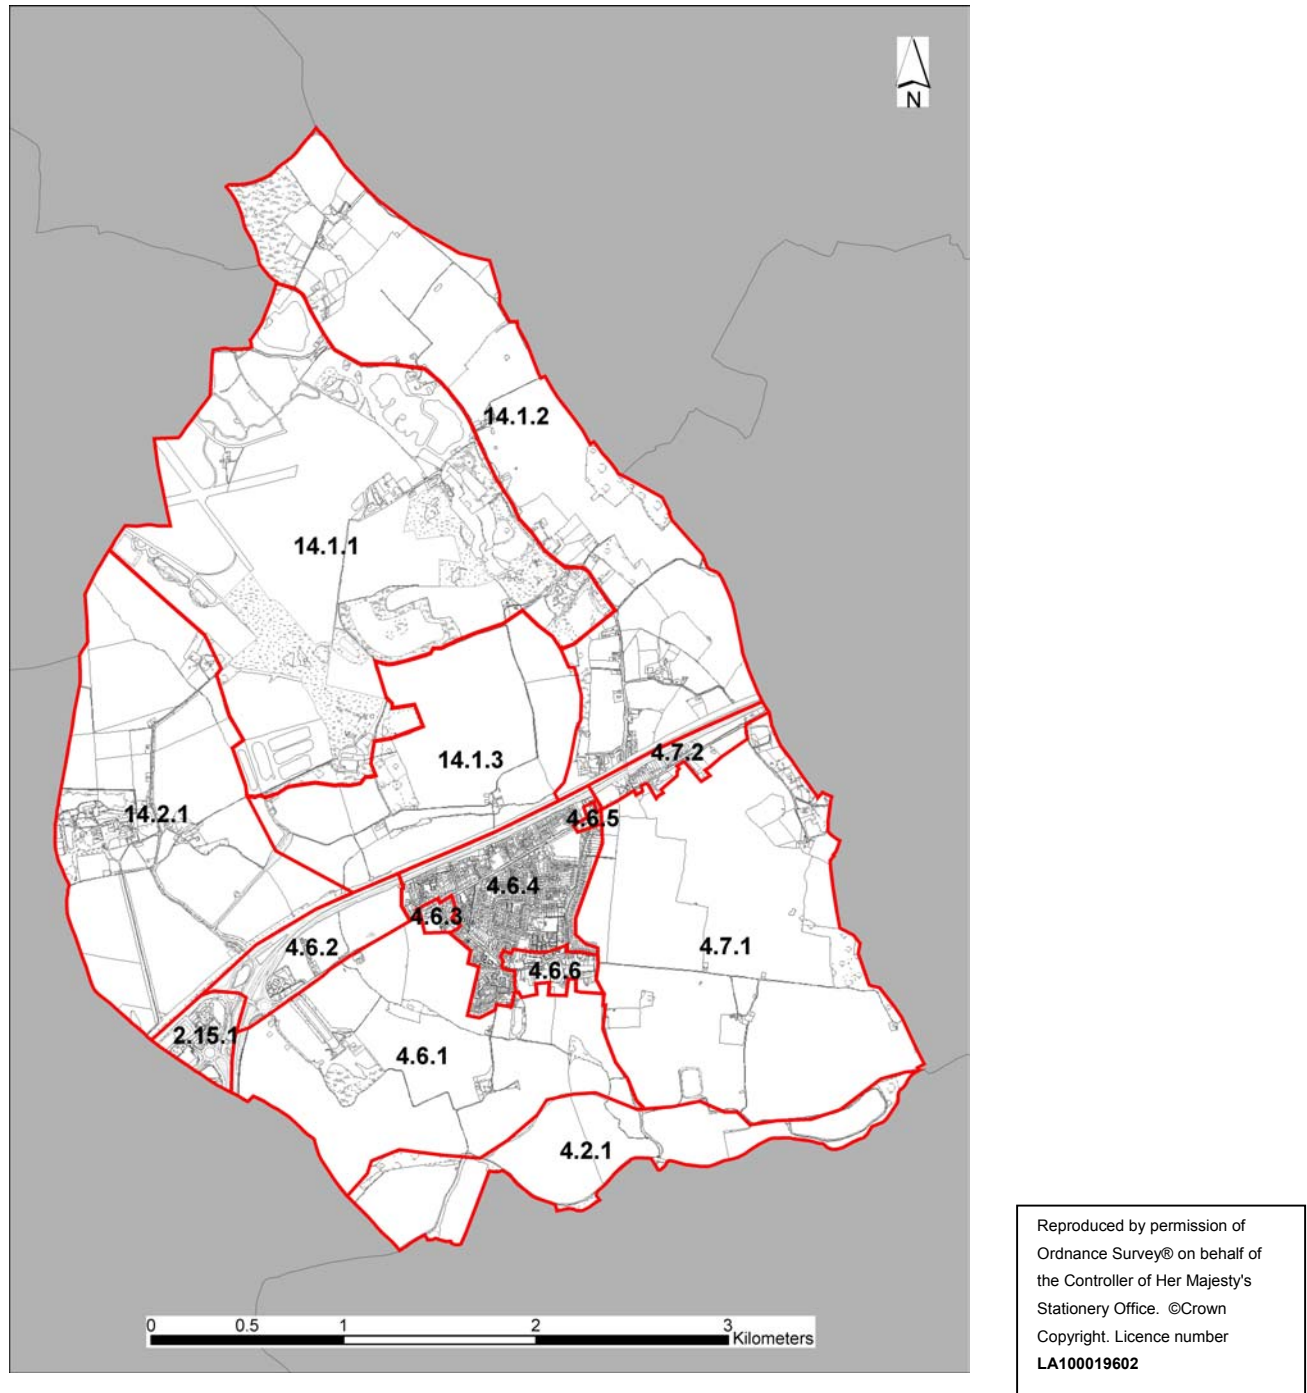 N
14.1.2
14.1.1
14.1.3
4.7.2
14.2.1
4.6.5
4.6.4
4.6.3
4.6.2
4.7.1
4.6.6
2.15.1
4.6.1
4.2.1
0 0.5 1 2 3
Kilometers
Reproduced by permission of
Ordnance Survey® on behalf of
the Controller of Her Majesty's
Stationery Office. ©Crown
Copyright. Licence number
LA100019602